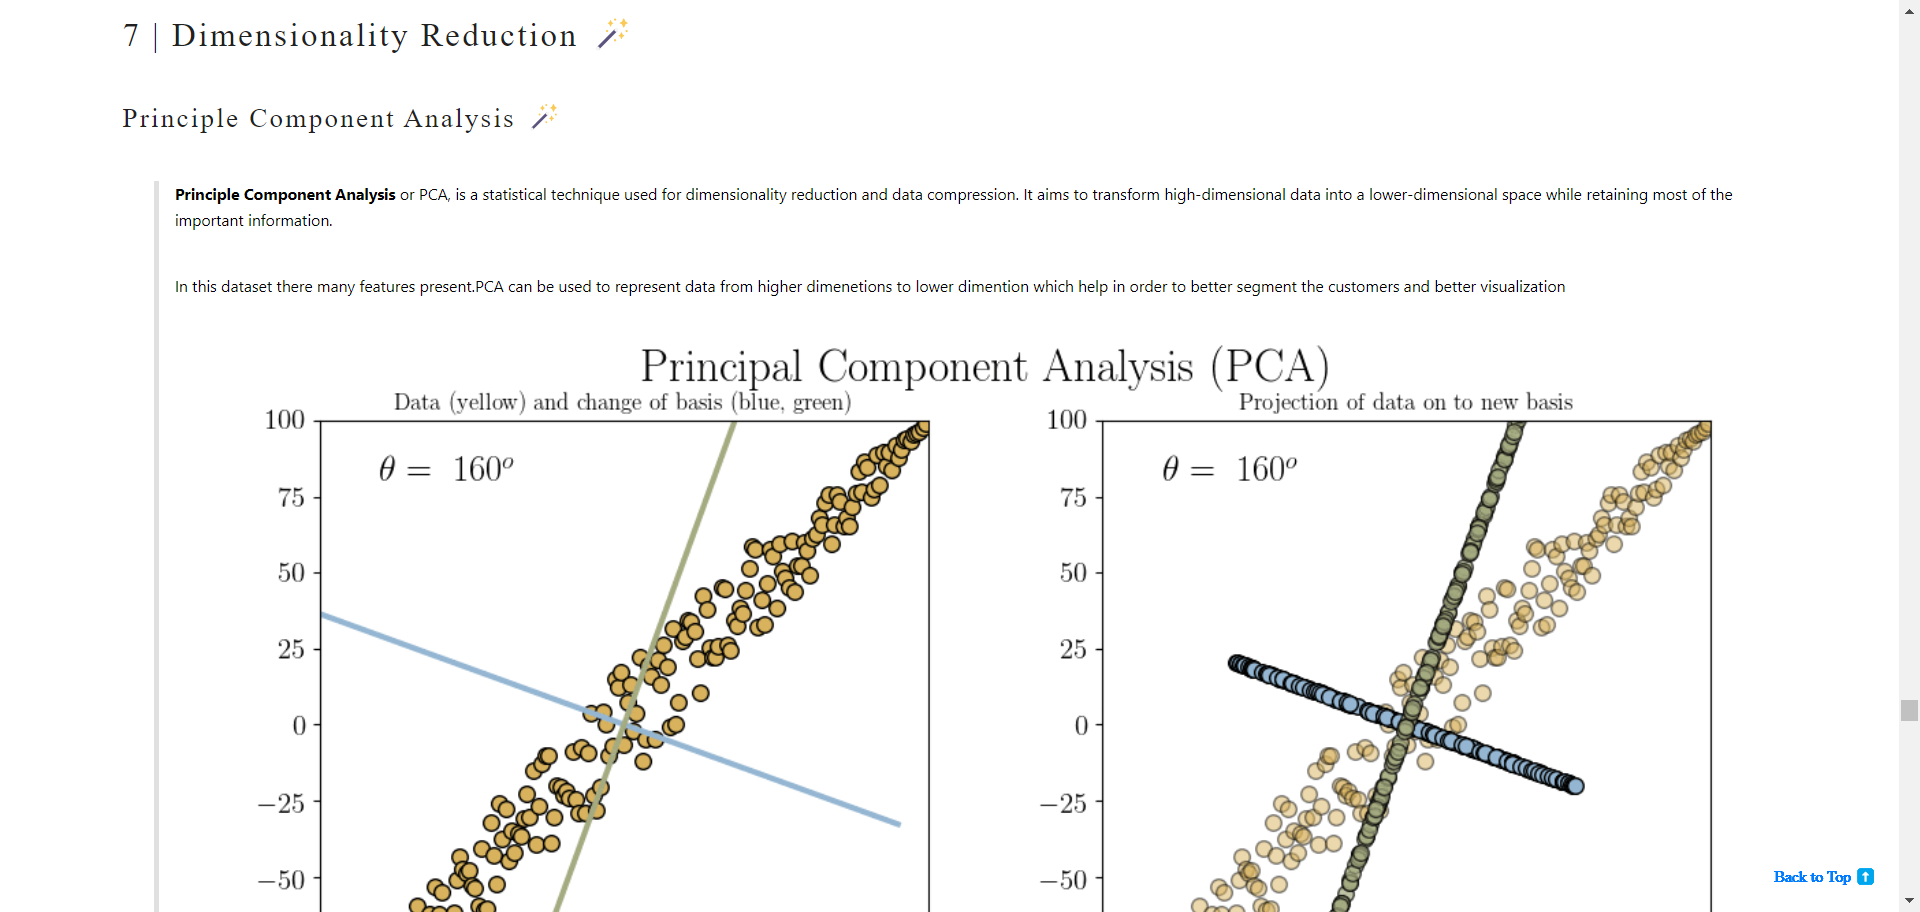 7 | Dimensionality Reduction
Principle Component Analysis
Principle Component Analysis or PCA, is a statistical technique used for dimensionality reduction and data compression. It aims to transform high-dimensional data into a lower-dimensional space while retaining most of the
important information.
In this dataset there many features present.PCA can be used to represent data from higher dimenetions to lower dimention which help in order to better segment the customers and better visualization
Principal Component Analysis (PCA)
Data (yellow) and change of basis (blue, green)
100
θ = 160°
75
50
25
0
−25
−50
Projection of data on to new basis
100
θ = 160°
75
50
25
0
−25
−50
Back to Top